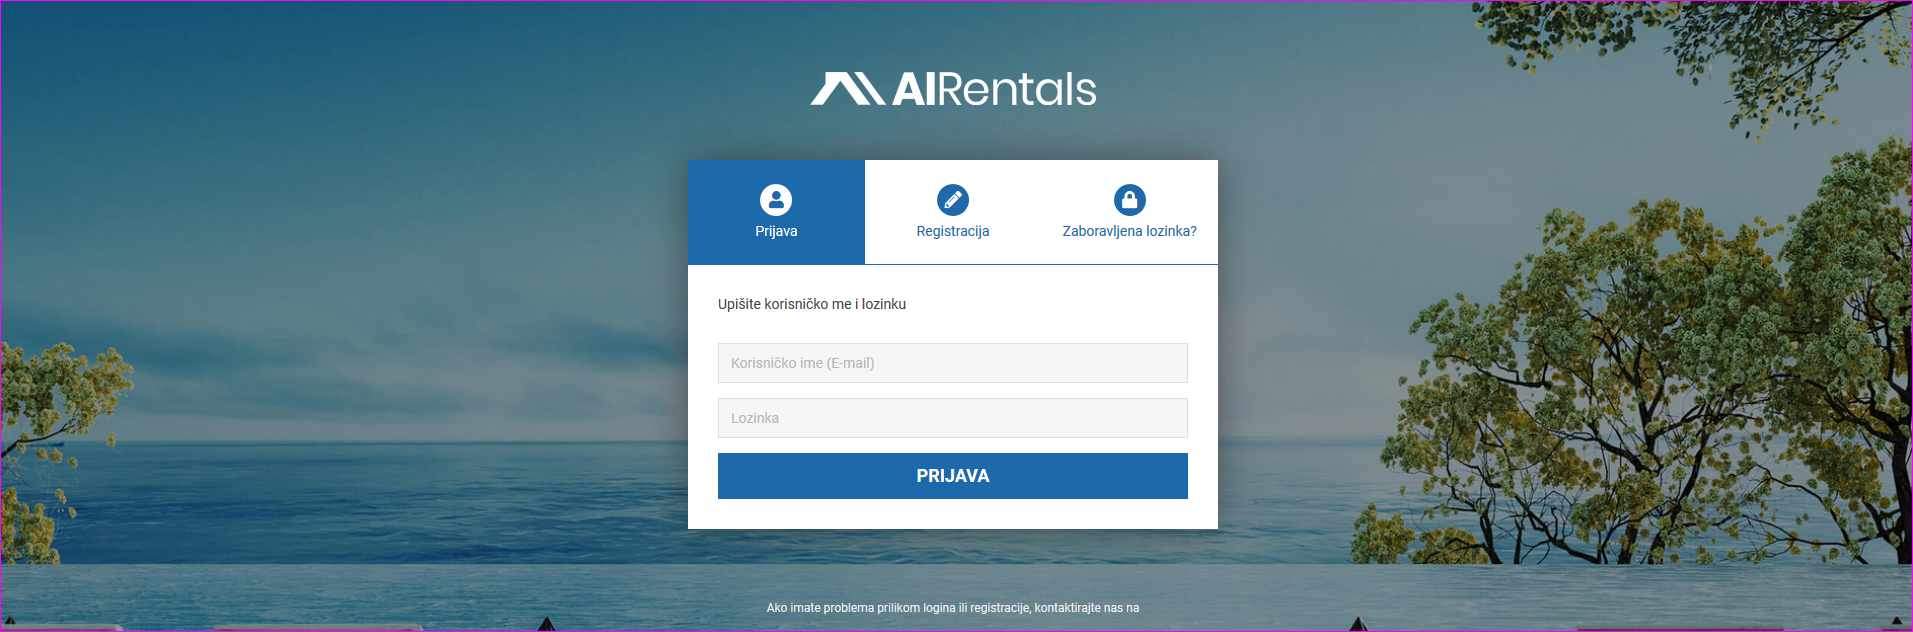 AIRentals
Prijava
Registracija
Zaboravljena lozinka?
Upišite korisničko me i lozinku
Korisničko ime (E-mail)
Lozinka
PRIJAVA
Ako imate problema prilikom logina ili registracije, kontaktirajte nas na